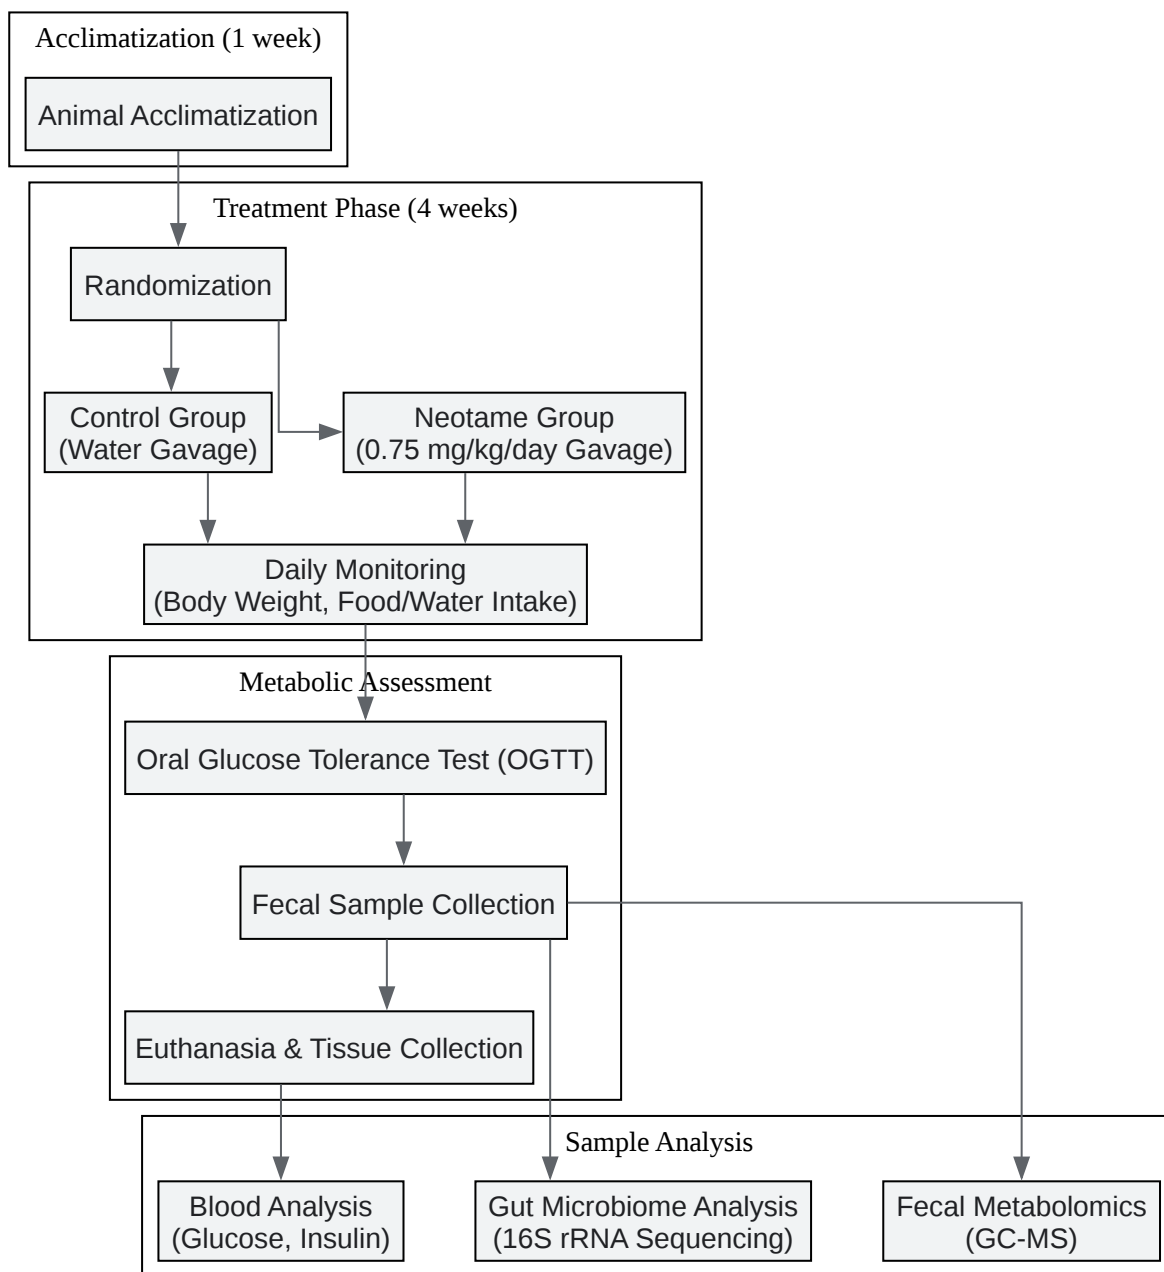 Acclimatization (1 week)
Animal Acclimatization
Treatment Phase (4 weeks)
Randomization
Control Group
(Water Gavage)
Neotame Group
(0.75 mg/kg/day Gavage)
Daily Monitoring
(Body Weight, Food/Water Intake)
Metabolic Assessment
Oral Glucose Tolerance Test (OGTT)
Fecal Sample Collection
Euthanasia & Tissue Collection
Sample Analysis
Blood Analysis
(Glucose, Insulin)
Gut Microbiome Analysis
(16S rRNA Sequencing)
Fecal Metabolomics
(GC-MS)